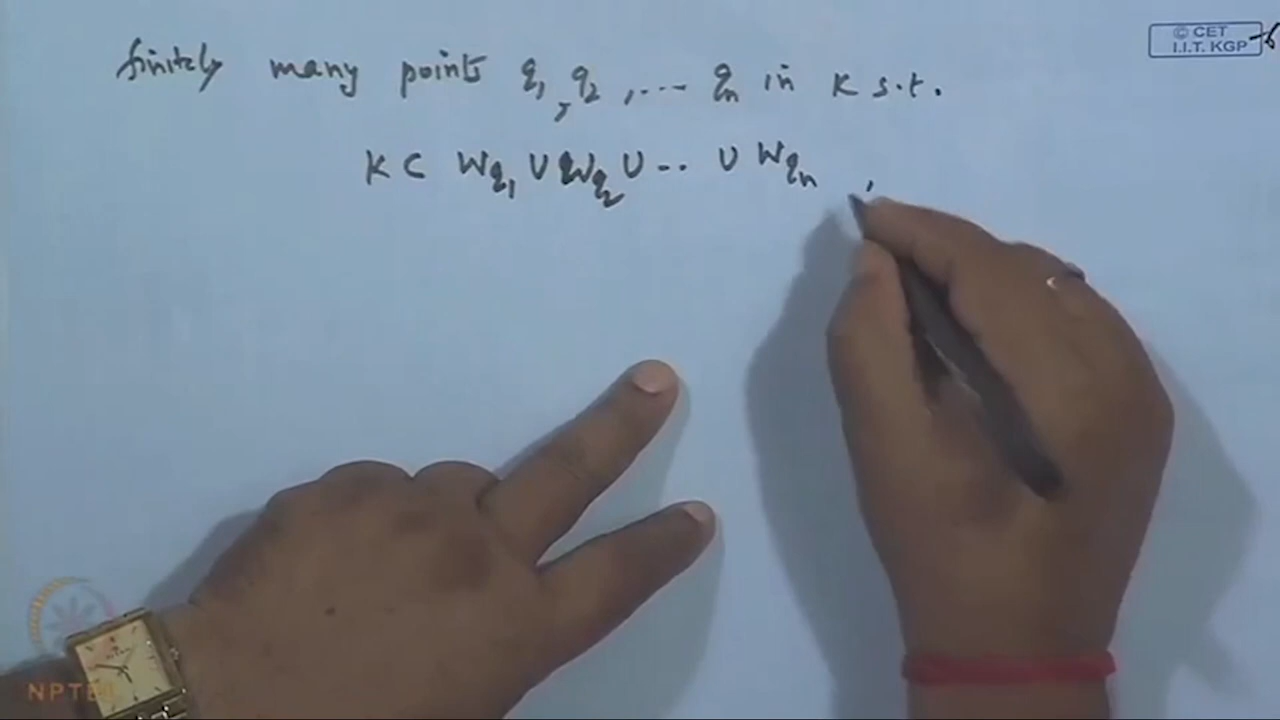 finitely many points q1, q2, .... qn in K s.t.
K ⊂ Wq1 ∪ Wq2 ∪ .. ∪ Wqn ,
© CET
I.I.T. KGP
NPTEL